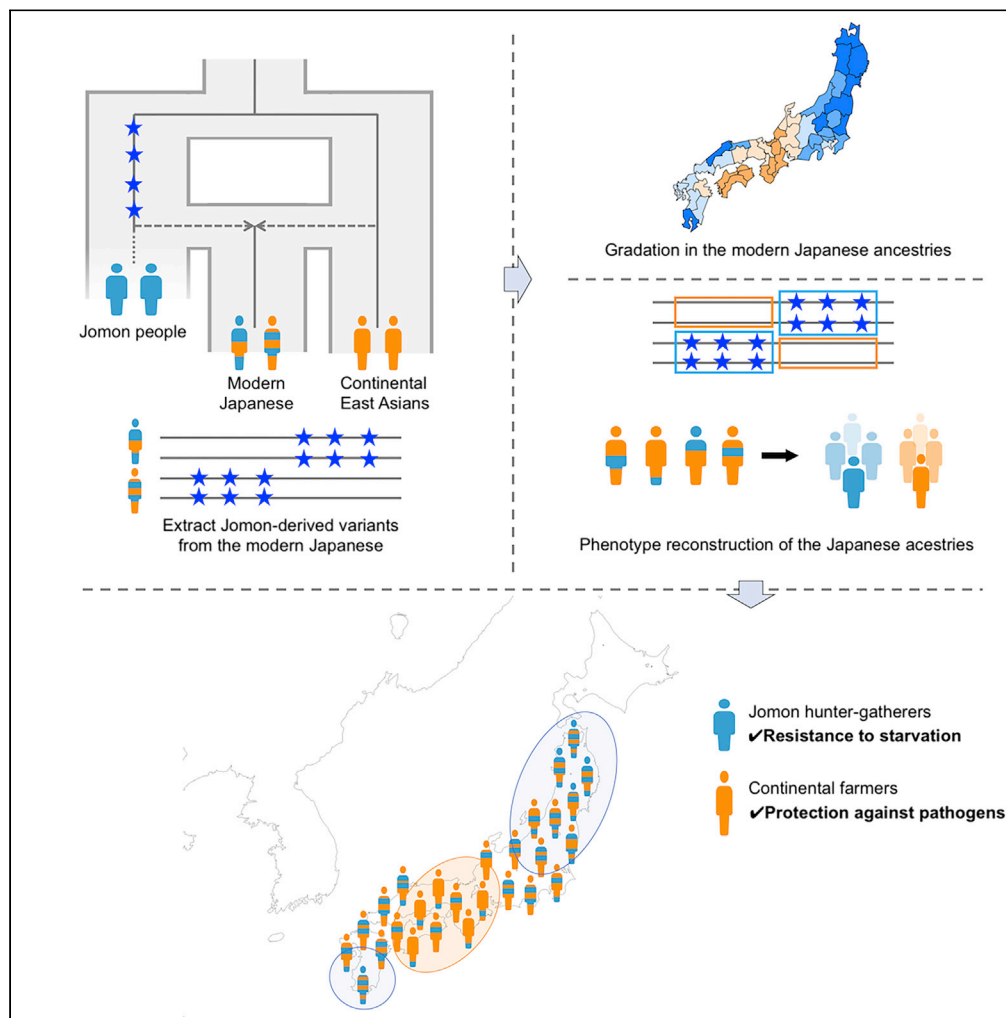 Jomon people
Modern
Japanese
Continental
East Asians
Extract Jomon-derived variants
from the modern Japanese
Gradation in the modern Japanese ancestries
Phenotype reconstruction of the Japanese acestries
Jomon hunter-gatherers
✔Resistance to starvation
Continental farmers
✔Protection against pathogens